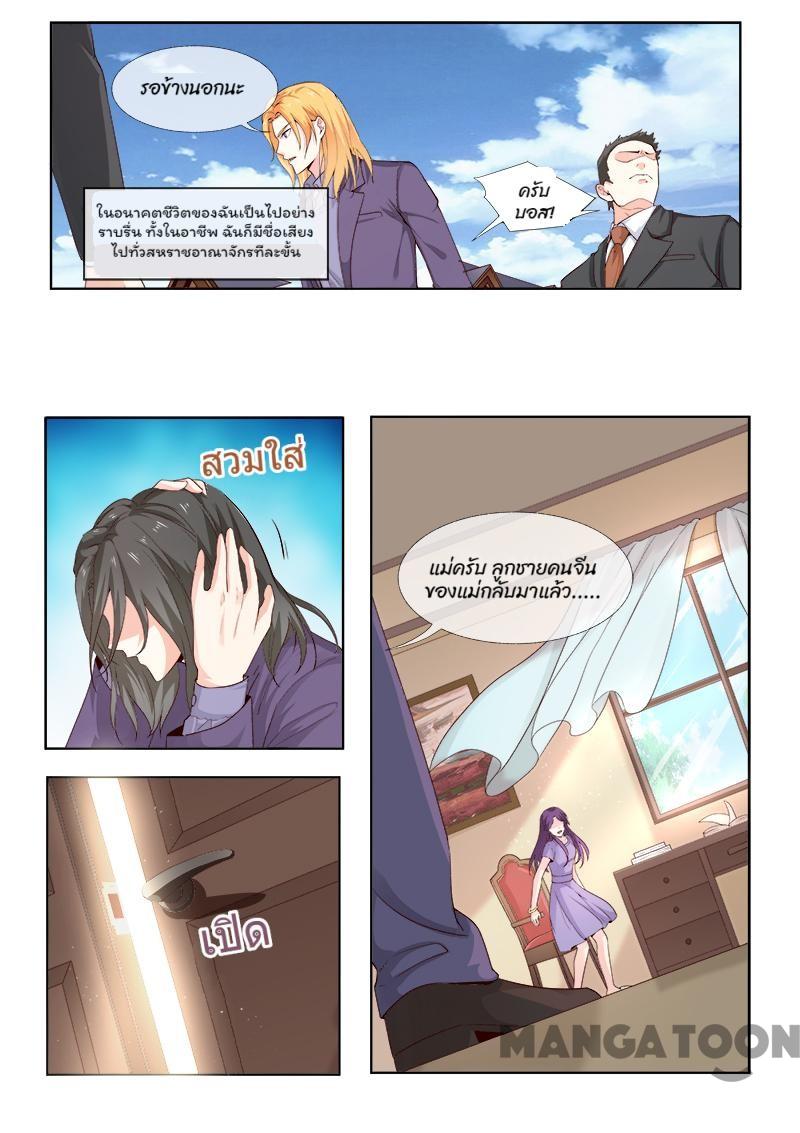 รอข้างนอกนะ
ครับ
บอส!
ในอนาคตชีวิตของฉันเป็นไปอย่าง
ราบรื่น ทั้งในอาชีพ ฉันก็มีชื่อเสียง
ไปทั่วสหราชอาณาจักรทีละขั้น
สวมใส่
แม่ครับ ลูกชายคนจีน
ของแม่กลับมาแล้ว.....
เปิด
MANGATOON